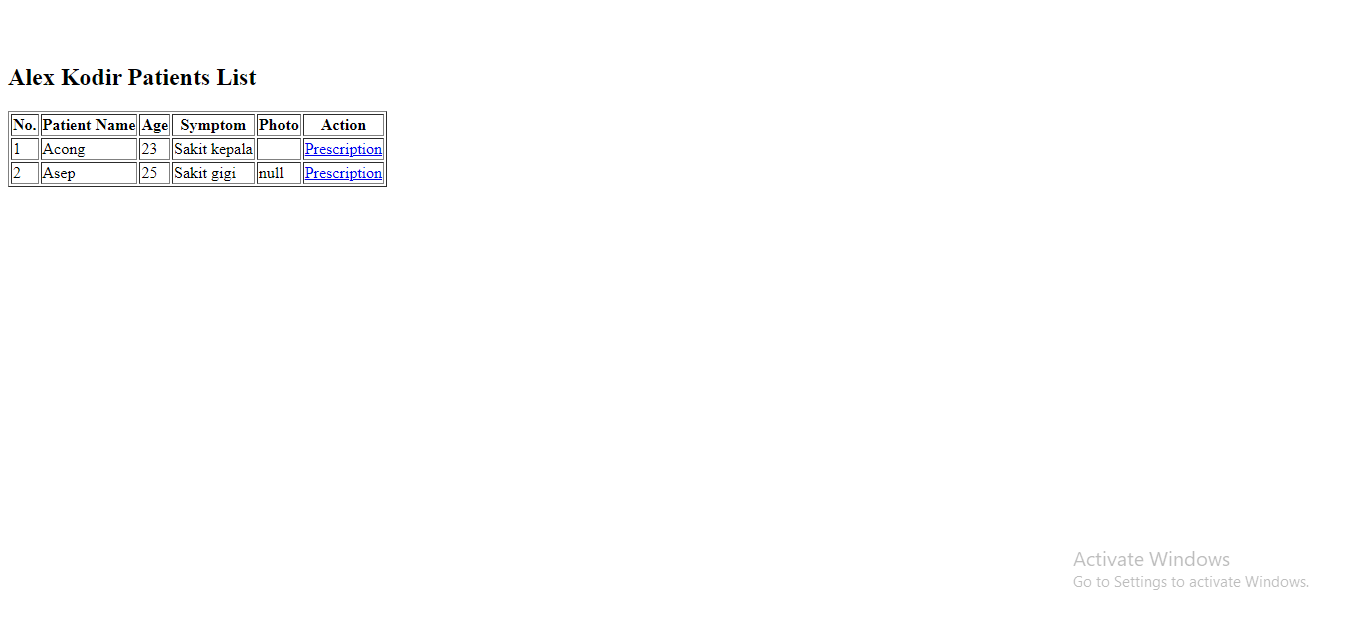 Alex Kodir Patients List
No. Patient Name Age Symptom Photo Action
1 Acong 23 Sakit kepala Prescription
2 Asep 25 Sakit gigi null Prescription
Activate Windows
Go to Settings to activate Windows.